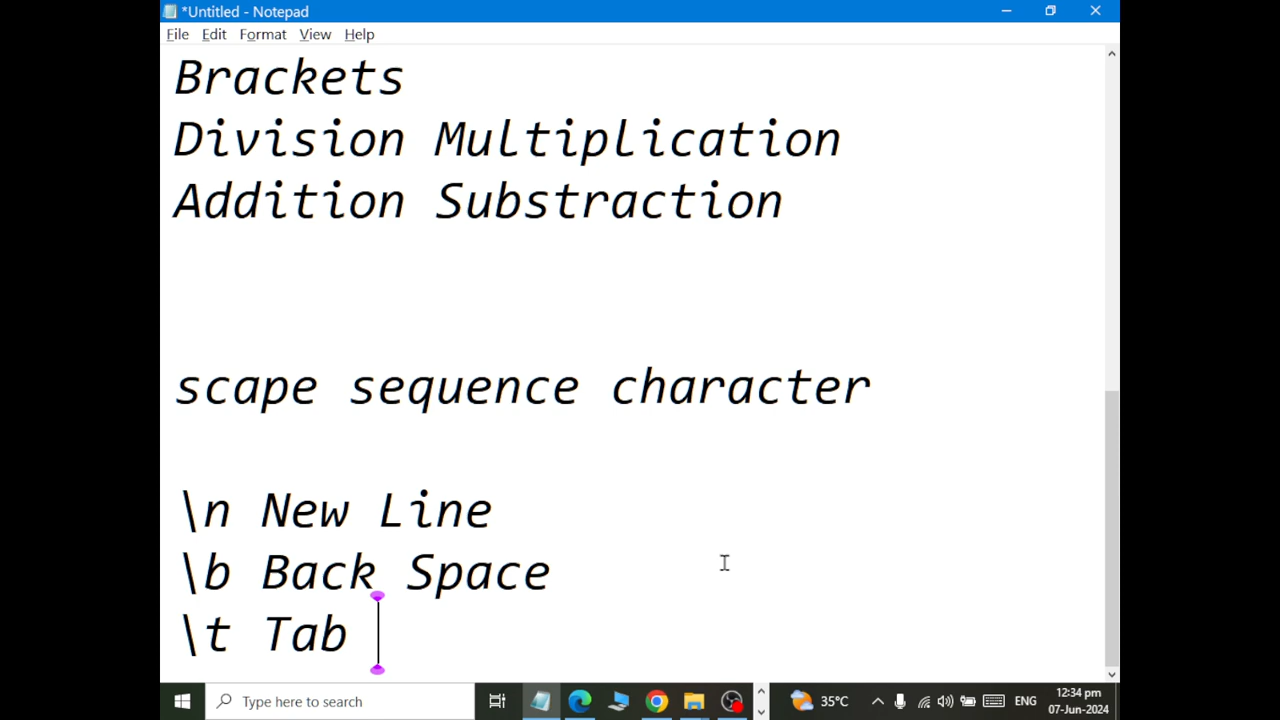 *Untitled - Notepad
File Edit Format View Help
Brackets
Division Multiplication
Addition Substraction
scape sequence character
\n New Line
\b Back Space
\t Tab
Type here to search
35°C
ENG
12:34 pm
07-Jun-2024